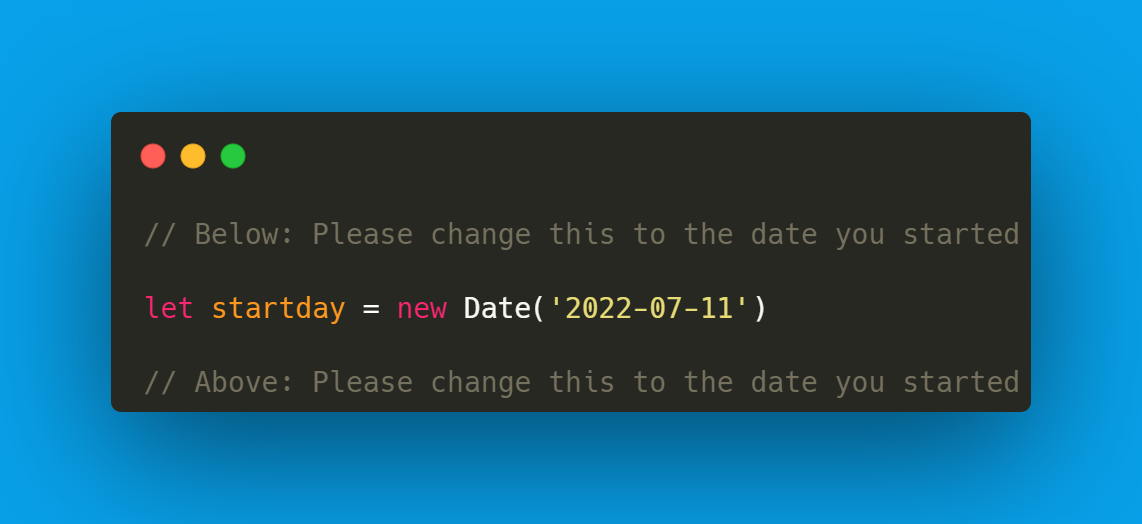 // Below: Please change this to the date you started
let startday = new Date('2022-07-11')
// Above: Please change this to the date you started